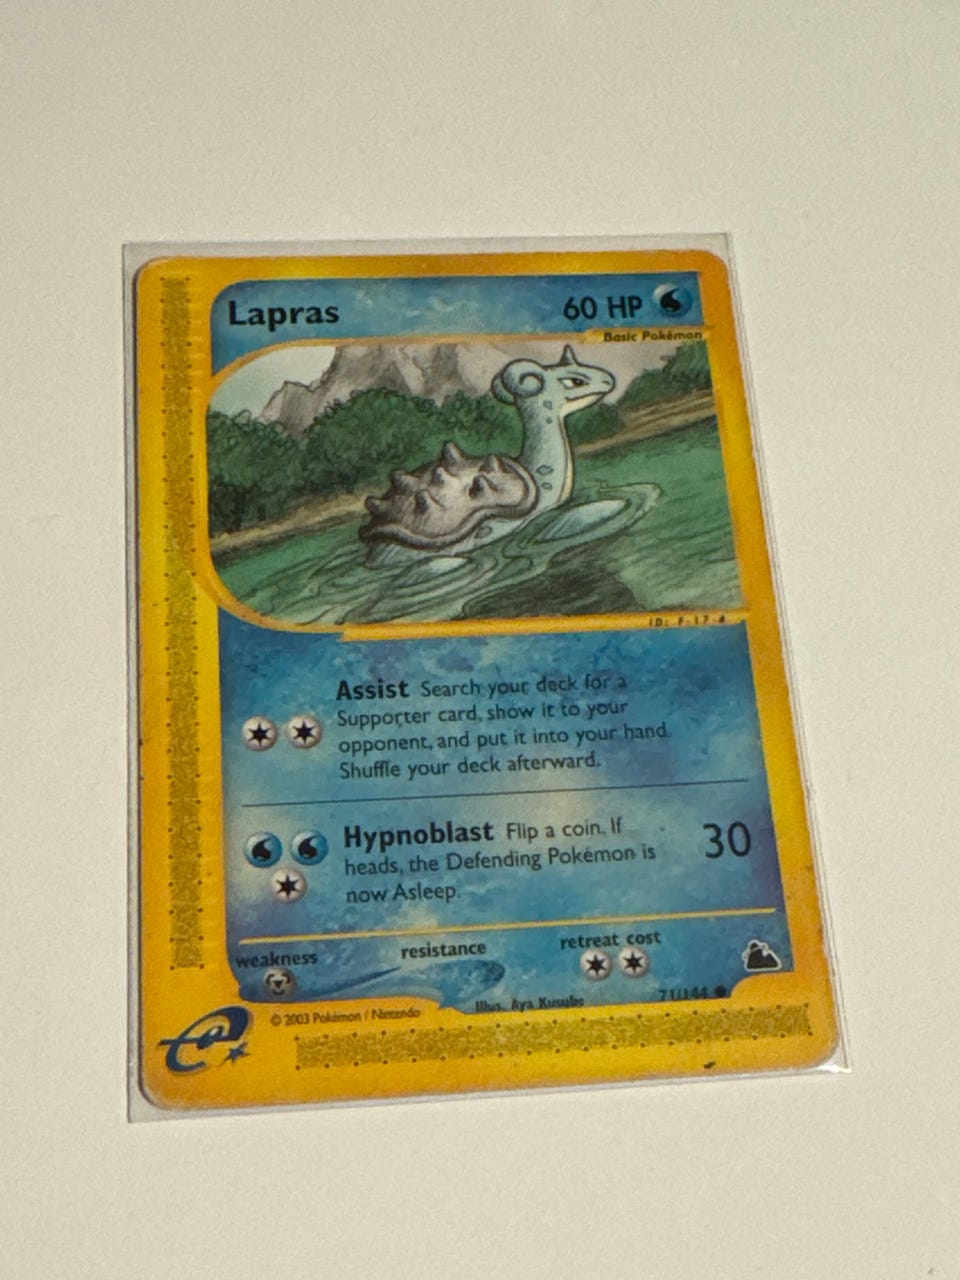 Lapras 60 HP
Basic Pokémon
ID: F-17-#
Assist Search your deck for a
Supporter card, show it to your
opponent, and put it into your hand.
Shuffle your deck afterward.
Hypnoblast Flip a coin. If
heads, the Defending Pokémon is
now Asleep.
30
weakness resistance retreat cost
71/144
Illus. Aya Kusube
© 2003 Pokémon / Nintendo
e